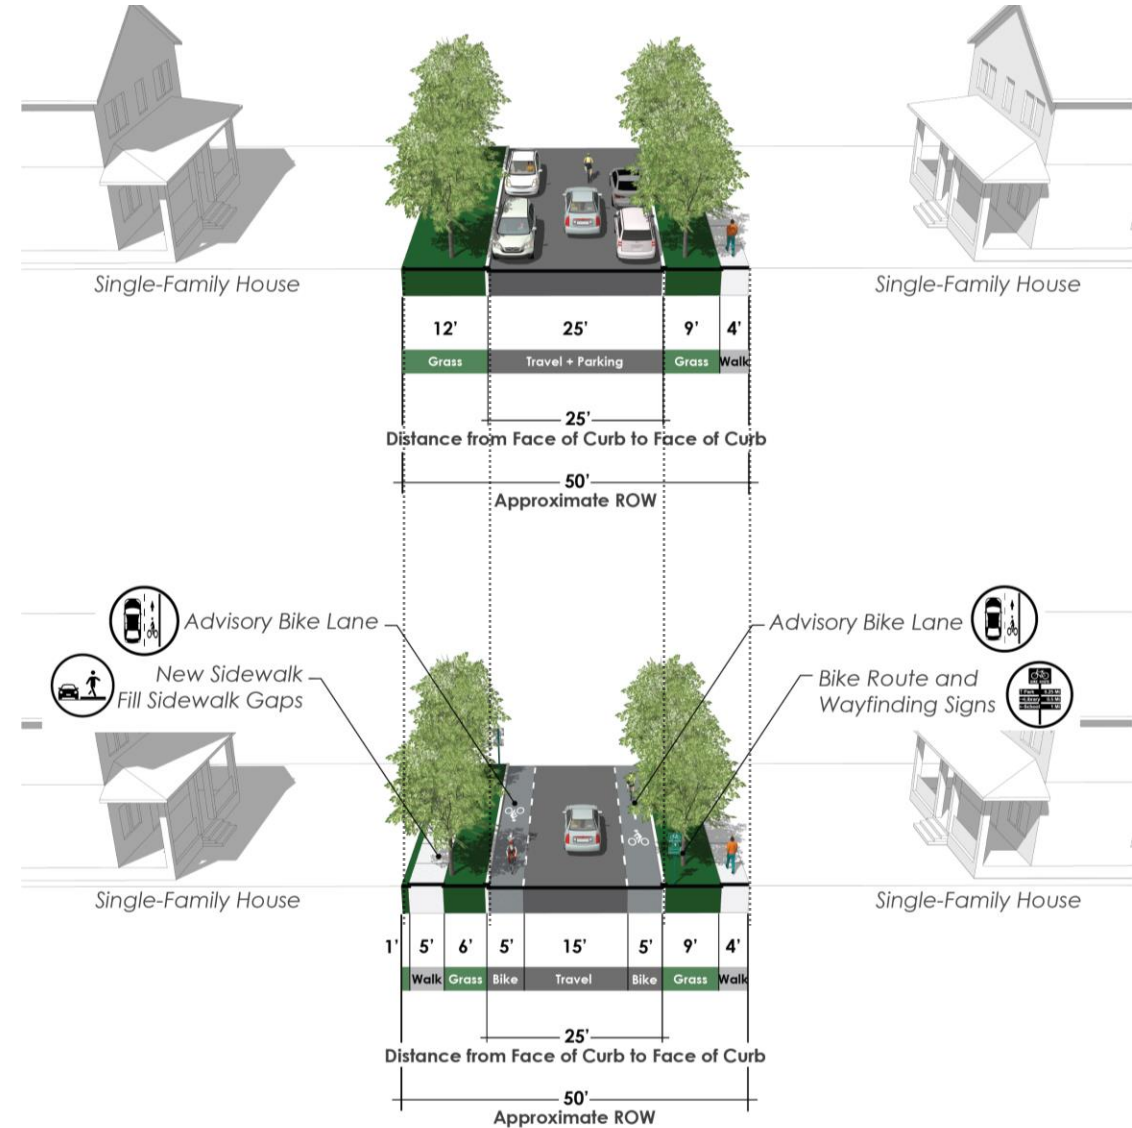 Single-Family House
Single-Family House
12' 25' 9' 4'
Grass Travel + Parking Grass Walk
25'
Distance from Face of Curb to Face of Curb
50'
Approximate ROW
Advisory Bike Lane
Advisory Bike Lane
New Sidewalk
Fill Sidewalk Gaps
Bike Route and
Wayfinding Signs
Single-Family House
Single-Family House
1' 5' 6' 5' 15' 5' 9' 4'
Walk Grass Bike Travel Bike Grass Walk
25'
Distance from Face of Curb to Face of Curb
50'
Approximate ROW